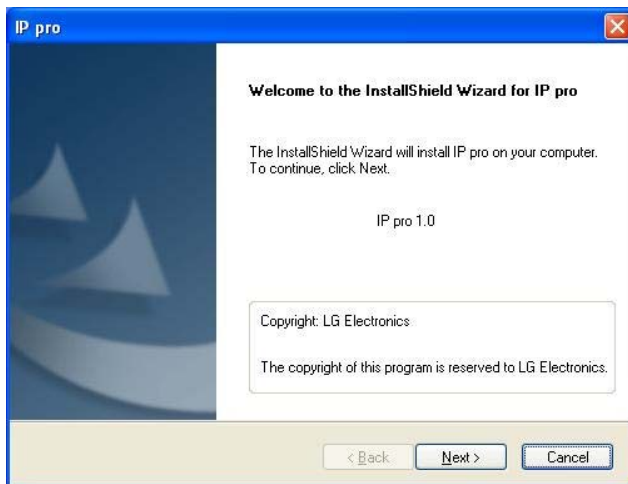 IP pro
Welcome to the InstallShield Wizard for IP pro
The InstallShield Wizard will install IP pro on your computer.
To continue, click Next.
IP pro 1.0
Copyright: LG Electronics
The copyright of this program is reserved to LG Electronics.
< Back
Next >
Cancel